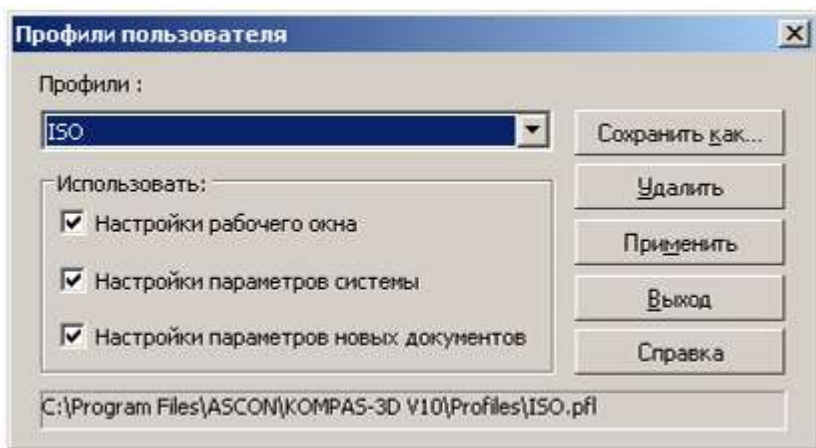 Профили пользователя
Профили :
ISO
Сохранить как...
Использовать:
Удалить
Настройки рабочего окна
Применить
Настройки параметров системы
Выход
Настройки параметров новых документов
Справка
C:\Program Files\ASCON\KOMPAS-3D V10\Profiles\ISO.pfl